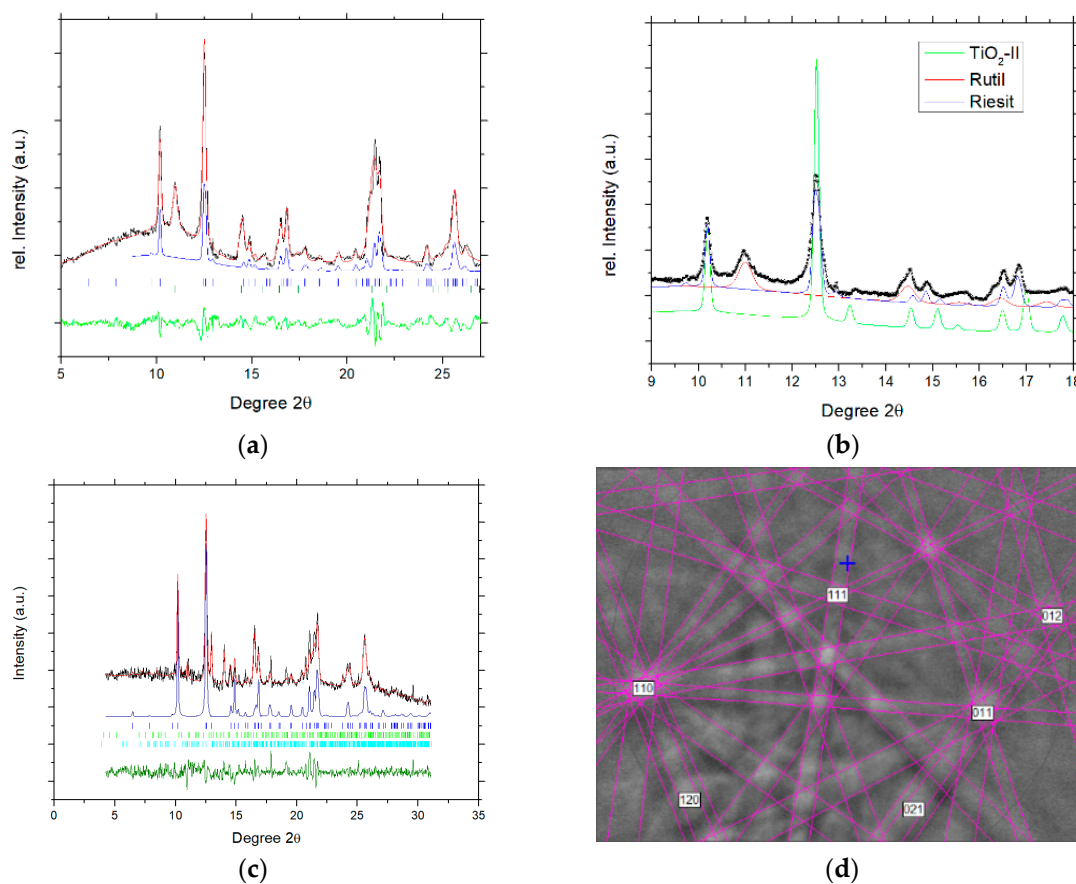 rel. Intensity (a.u.)
5 10 15 20 25
Degree 2θ
(a)
rel. Intensity (a.u.)
TiO2-II
Rutil
Riesit
9 10 11 12 13 14 15 16 17 18
Degree 2θ
(b)
Intensity (a.u.)
0 5 10 15 20 25 30 35
Degree 2θ
(c)
111
012
110
011
120
021
(d)